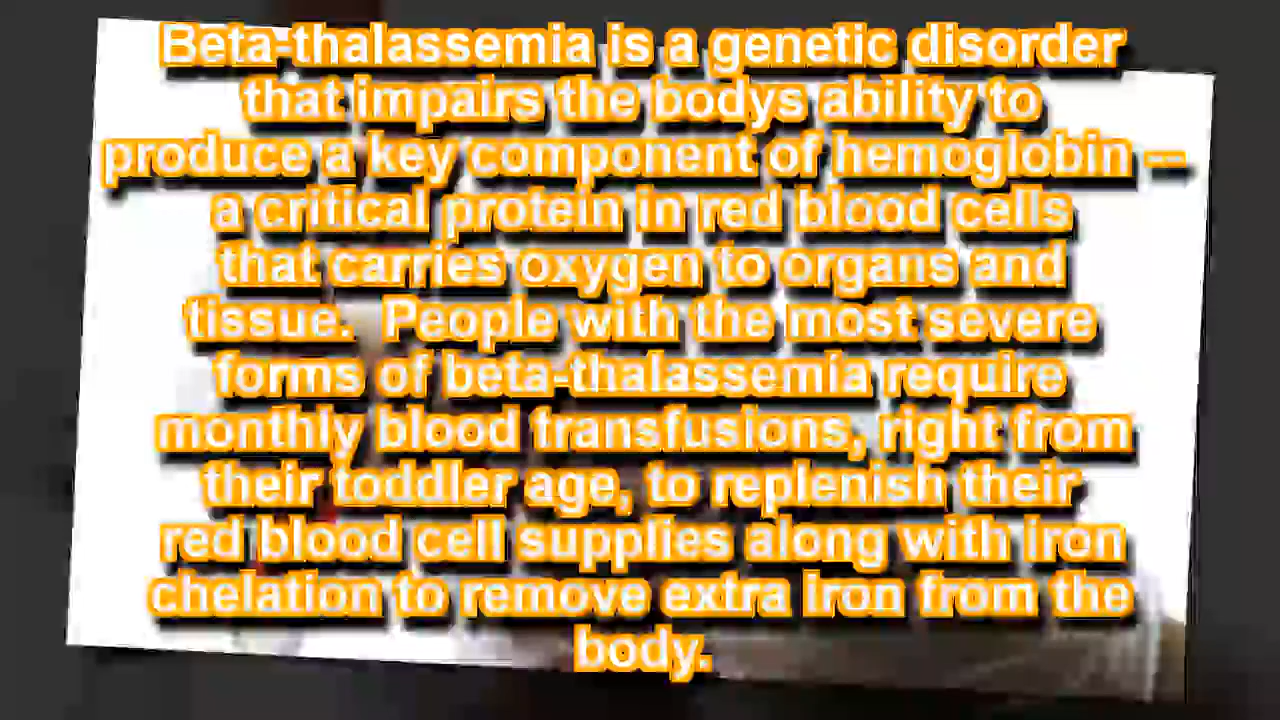 Beta-thalassemia is a genetic disorder
that impairs the bodys ability to
produce a key component of hemoglobin --
a critical protein in red blood cells
that carries oxygen to organs and
tissue.  People with the most severe
forms of beta-thalassemia require
monthly blood transfusions, right from
their toddler age, to replenish their
red blood cell supplies along with iron
chelation to remove extra iron from the
body.